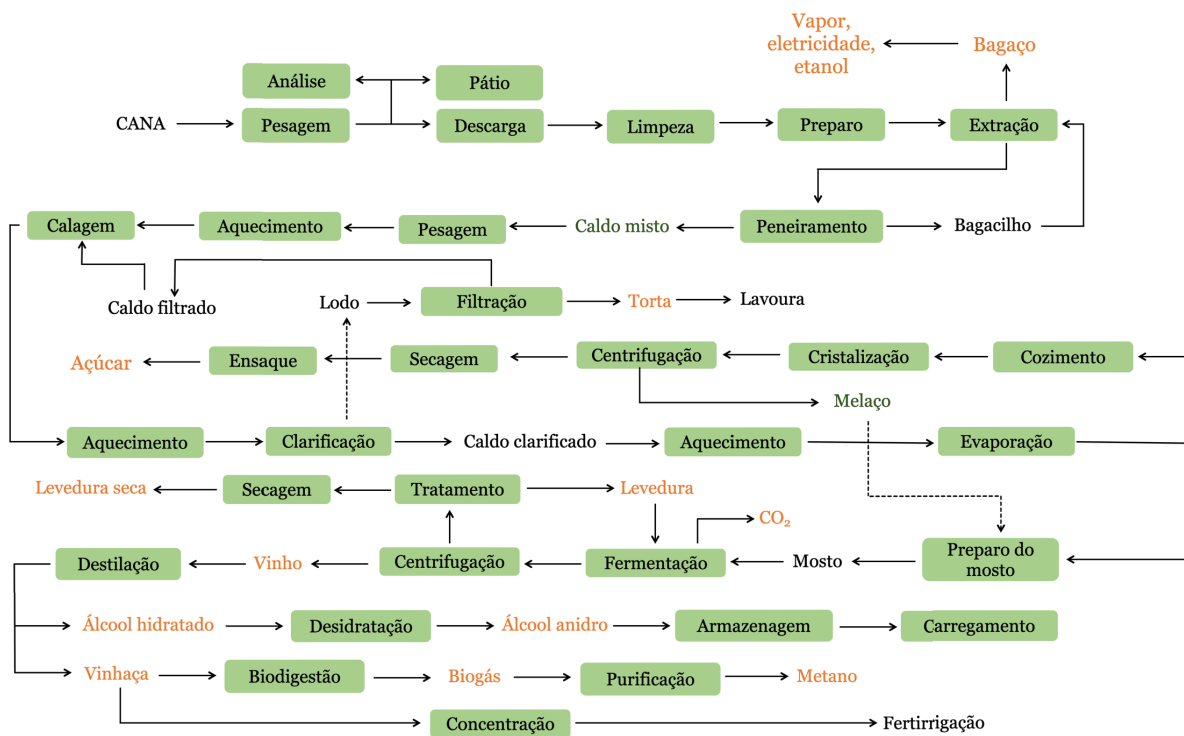 Vapor,
eletricidade,
etanol
Bagaço
Análise
Pátio
CANA
Pesagem
Descarga
Limpeza
Preparo
Extração
Calagem
Aquecimento
Pesagem
Caldo misto
Peneiramento
Bagacilho
Caldo filtrado
Lodo
Filtração
Torta
Lavoura
Açúcar
Ensaque
Secagem
Centrifugação
Cristalização
Cozimento
Melaço
Aquecimento
Clarificação
Caldo clarificado
Aquecimento
Evaporação
Levedura seca
Secagem
Tratamento
Levedura
CO₂
Destilação
Vinho
Centrifugação
Fermentação
Mosto
Preparo do
mosto
Álcool hidratado
Desidratação
Álcool anidro
Armazenagem
Carregamento
Vinhaça
Biodigestão
Biogás
Purificação
Metano
Concentração
Fertirrigação